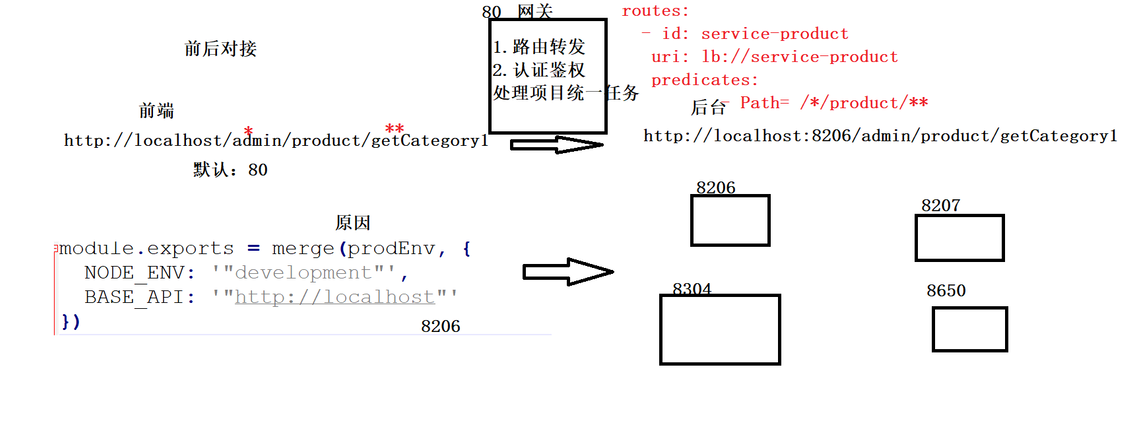 前后对接
80 网关
1.路由转发
2.认证鉴权
处理项目统一任务
routes:
- id: service-product
uri: lb://service-product
predicates:
- Path= /*/product/**
前端
* **
http://localhost/admin/product/getCategory1
默认：80
后台
http://localhost:8206/admin/product/getCategory1
原因
module.exports = merge(prodEnv, {
NODE_ENV: '"development"',
BASE_API: '"http://localhost"'
})
8206
8206
8207
8304
8650